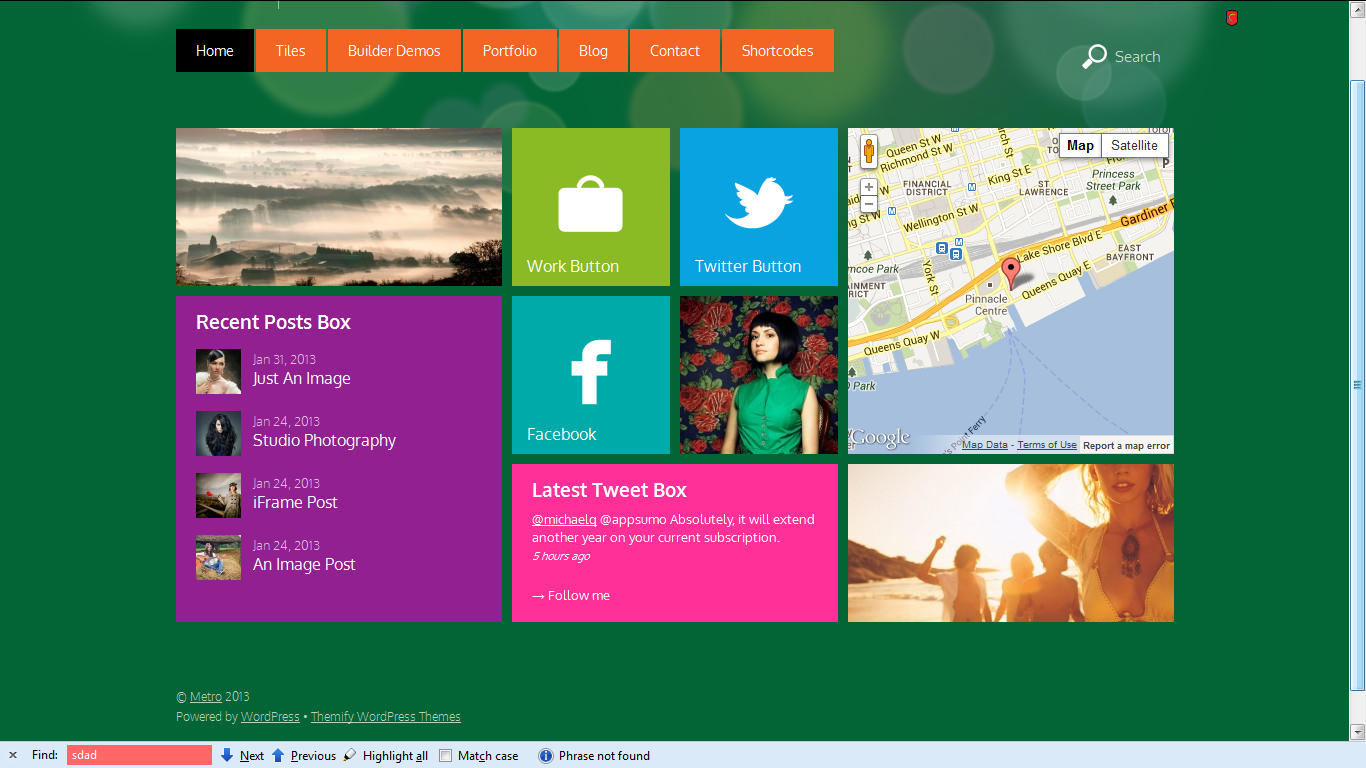 Home Tiles Builder Demos Portfolio Blog Contact Shortcodes
Search
Work Button
Twitter Button
Map Satellite
Queen St W
Richmond St W
King St E
FINANCIAL
DISTRICT
ST
LAWRENCE
Princess
Street Park
Wellington St W
Gardiner
Lake Shore Blvd E
EAST
BAYFRONT
York St
Pinnacle
Centre
Queens Quay E
Queens Quay W
Google
Map Data - Terms of Use Report a map error
Recent Posts Box
Jan 31, 2013
Just An Image
Jan 24, 2013
Studio Photography
Jan 24, 2013
iFrame Post
Jan 24, 2013
An Image Post
Facebook
Latest Tweet Box
@michaelq @appsumo Absolutely, it will extend
another year on your current subscription.
5 hours ago
→ Follow me
© Metro 2013
Powered by WordPress • Themify WordPress Themes
× Find: sdad Next Previous Highlight all Match case Phrase not found